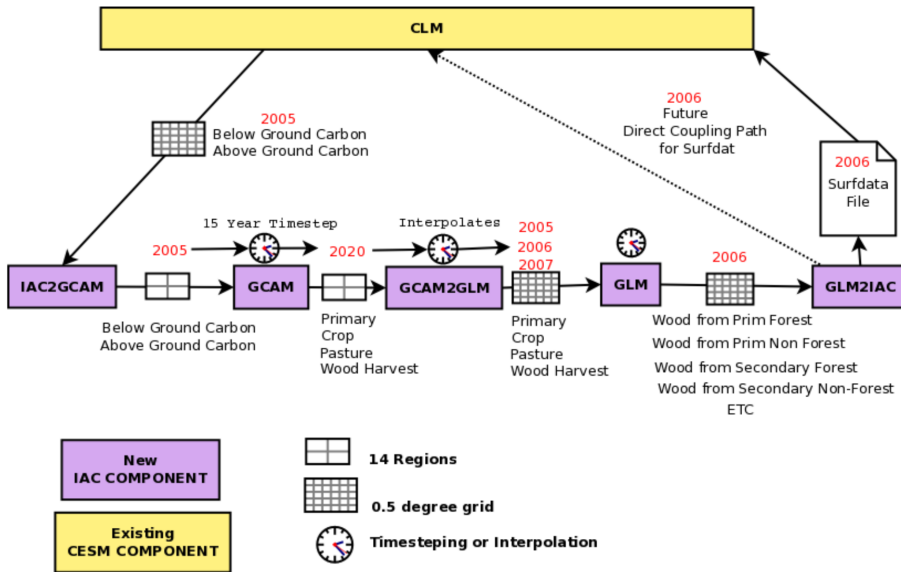 CLM
2005
Below Ground Carbon
Above Ground Carbon
2006
Future
Direct Coupling Path
for Surfdat
2006
Surfdata
File
15 Year Timestep
Interpolates
2005
2020
2005
2006
2007
2006
IAC2GCAM
GCAM
GCAM2GLM
GLM
GLM2IAC
Below Ground Carbon
Above Ground Carbon
Primary
Crop
Pasture
Wood Harvest
Primary
Crop
Pasture
Wood Harvest
Wood from Prim Forest
Wood from Prim Non Forest
Wood from Secondary Forest
Wood from Secondary Non-Forest
ETC
New
IAC COMPONENT
Existing
CESM COMPONENT
14 Regions
0.5 degree grid
Timesteping or Interpolation